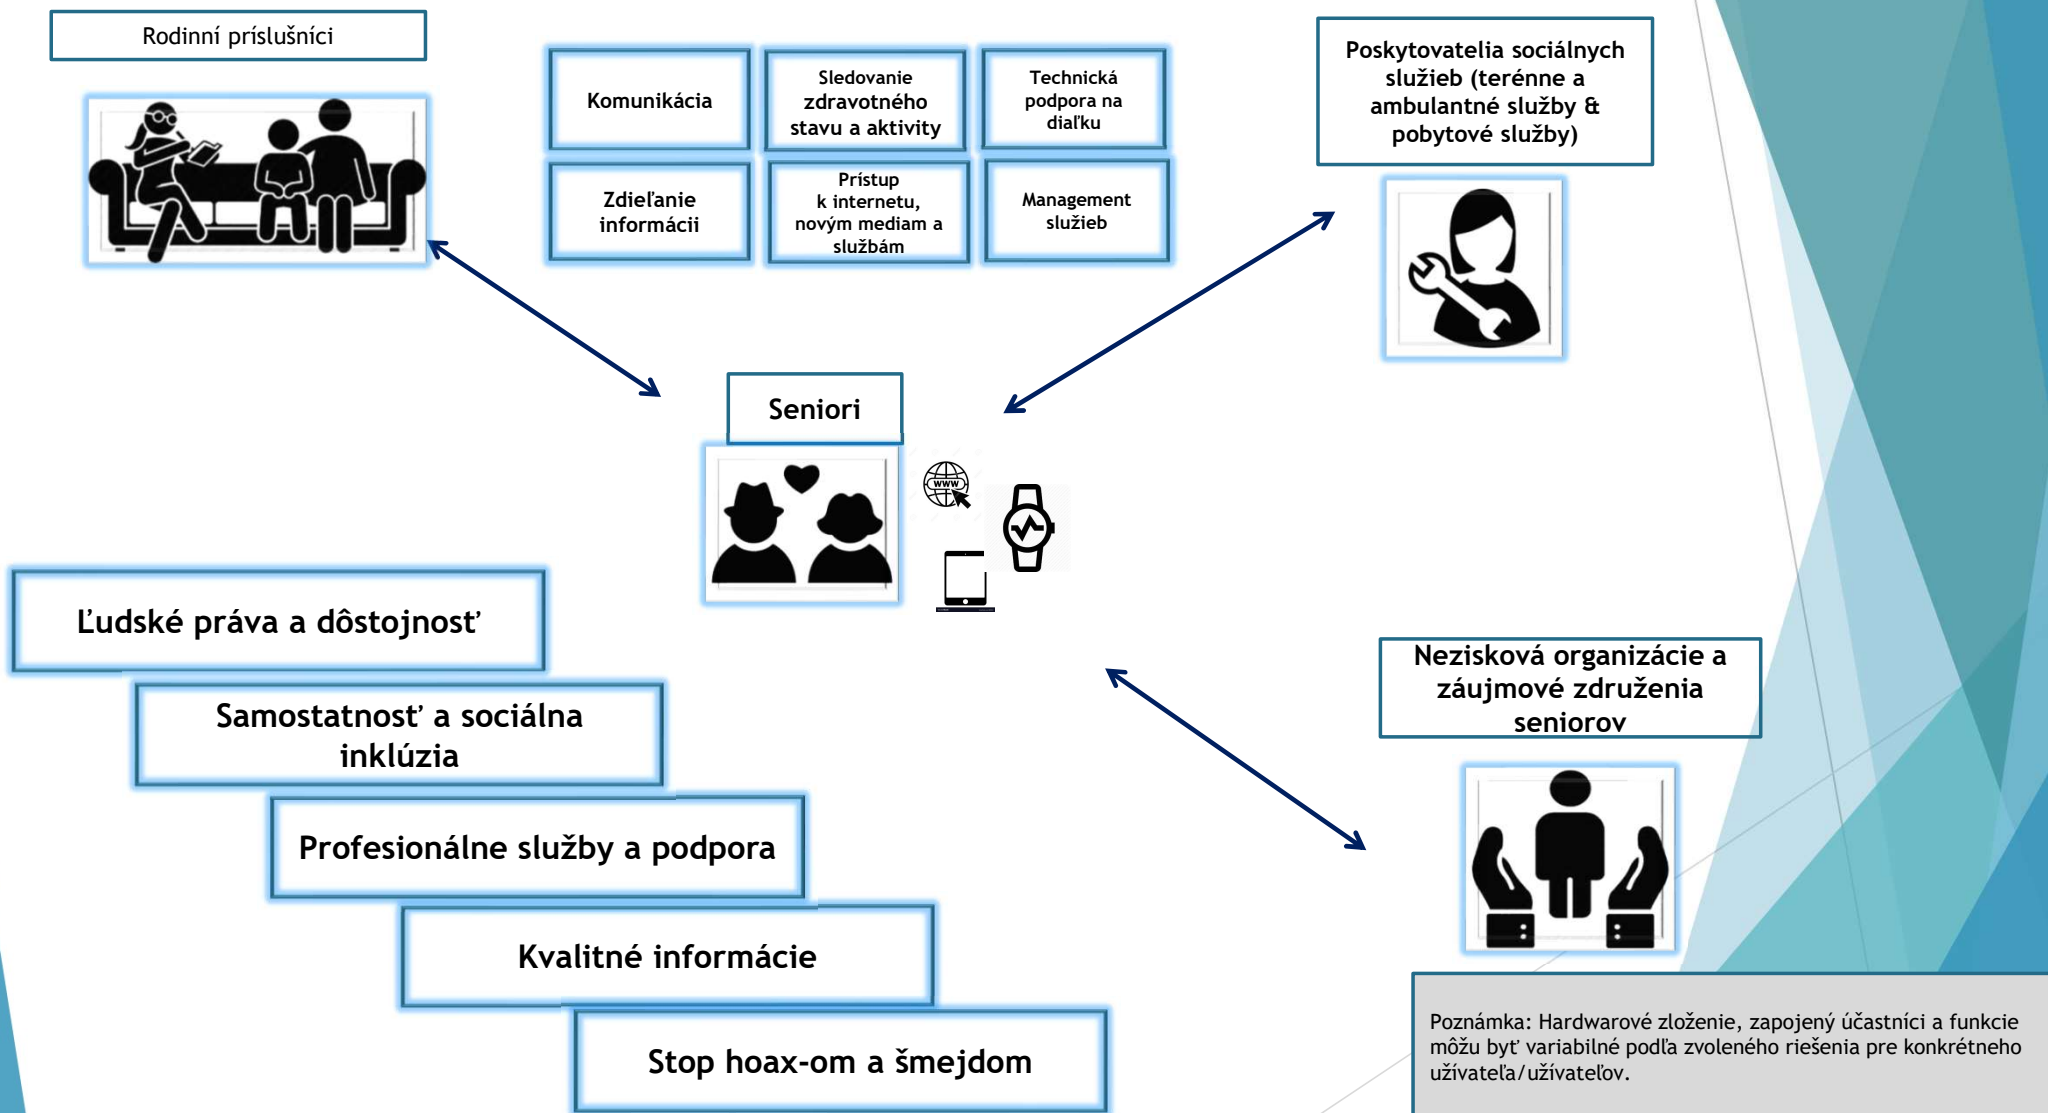 Rodinní príslušníci
Komunikácia
Sledovanie
zdravotného
stavu a aktivity
Technická
podpora na
diaľku
Zdieľanie
informácii
Prístup
k internetu,
novým mediam a
službám
Management
služieb
Poskytovatelia sociálnych
služieb (terénne a
ambulantné služby &
pobytové služby)
Seniori
www
Ľudské práva a dôstojnosť
Samostatnosť a sociálna
inklúzia
Profesionálne služby a podpora
Kvalitné informácie
Stop hoax-om a šmejdom
Nezisková organizácie a
záujmové združenia
seniorov
Poznámka: Hardwarové zloženie, zapojený účastníci a funkcie
môžu byť variabilné podľa zvoleného riešenia pre konkrétneho
užívateľa/užívateľov.